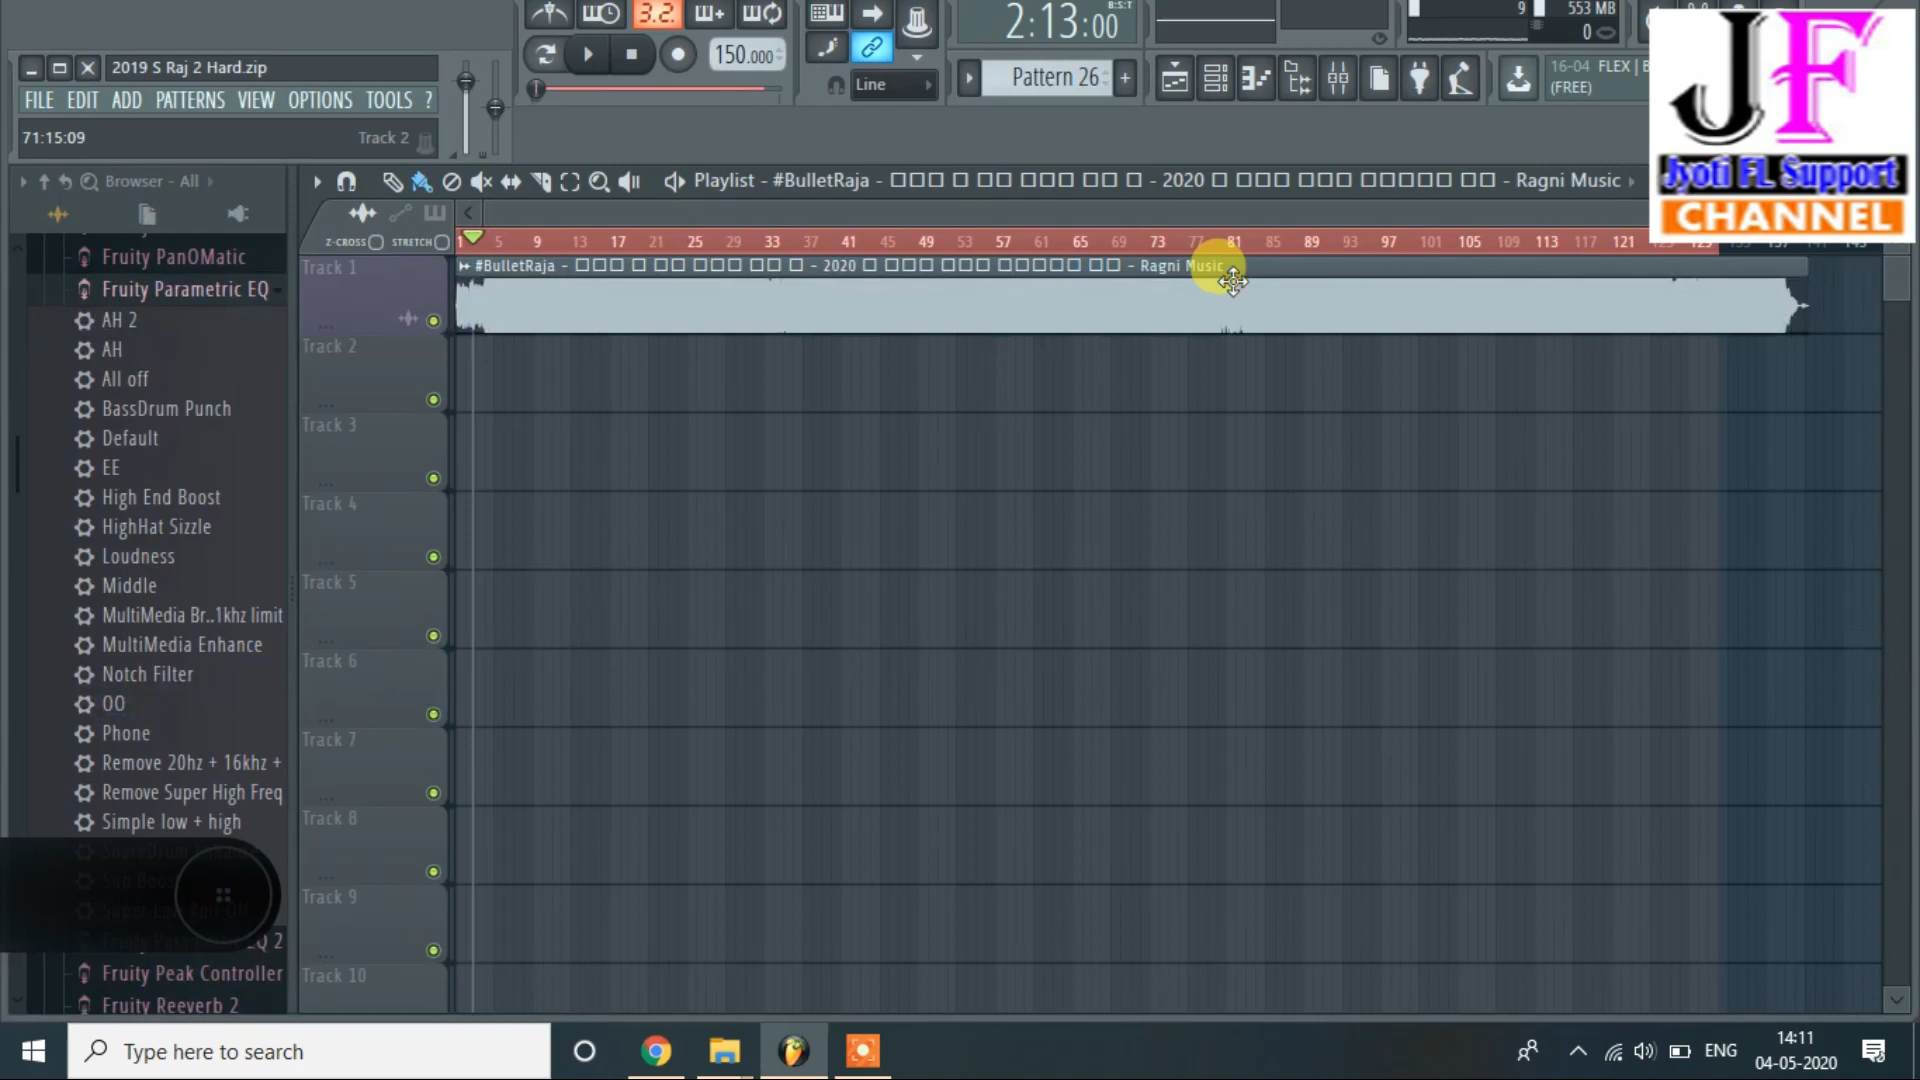 2019 S Raj 2 Hard.zip
FILE EDIT ADD PATTERNS VIEW OPTIONS TOOLS ?
71:15:09 Track 2
3.2.
150.000
Line
2:13:00
B:S:T
Pattern 26
9
553 MB
0
16-04 FLEX | B
(FREE)
JF
Jyoti FL Support
CHANNEL
Browser - All
Playlist - #BulletRaja - □□□ □ □□ □□□ □□ □ - 2020 □ □□□ □□□ □□□□□ □□ - Ragni Music
Z-CROSS STRETCH
1 5 9 13 17 21 25 29 33 37 41 45 49 53 57 61 65 69 73 77 81 85 89 93 97 101 105 109 113 117 121 125 129
#BulletRaja - □□□ □ □□ □□□ □□ □ - 2020 □ □□ □□□ □□□□□ □□ - Ragni Music
Track 1
Track 2
Track 3
Track 4
Track 5
Track 6
Track 7
Track 8
Track 9
Track 10
Fruity PanOMatic
Fruity Parametric EQ
AH 2
AH
All off
BassDrum Punch
Default
EE
High End Boost
HighHat Sizzle
Loudness
Middle
MultiMedia Br..1khz limit
MultiMedia Enhance
Notch Filter
OO
Phone
Remove 20hz + 16khz +
Remove Super High Freq
Simple low + high
EQ 2
Fruity Peak Controller
Fruity Reeverb 2
Type here to search
ENG
14:11
04-05-2020